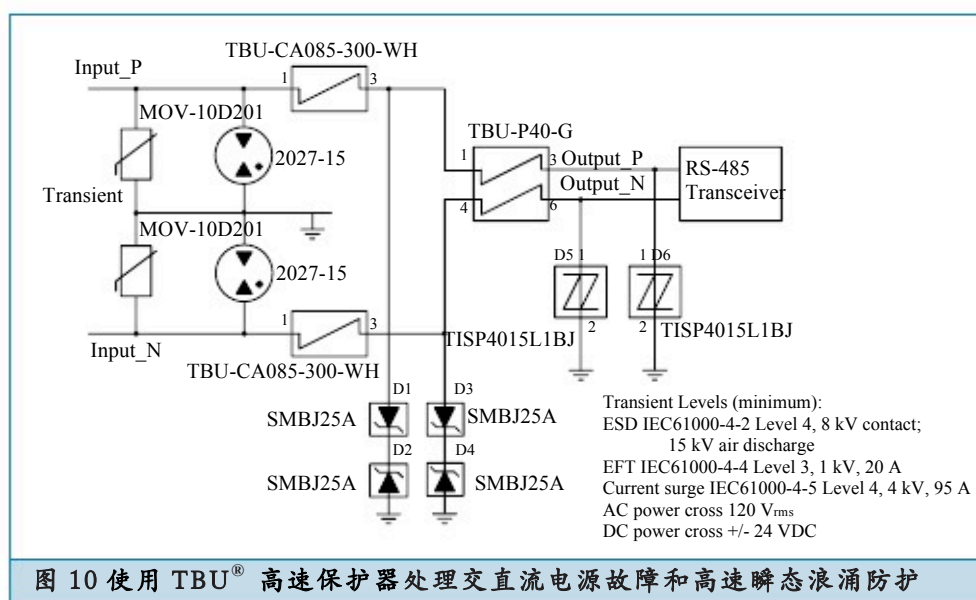 TBU-CA085-300-WH
Input_P
1
3
MOV-10D201
2027-15
TBU-P40-G
1
3
Output_P
RS-485
Transceiver
Output_N
4
6
Transient
MOV-10D201
2027-15
D5 1
1 D6
2
2
TISP4015L1BJ
TISP4015L1BJ
1
3
Input_N
TBU-CA085-300-WH
D1
D3
SMBJ25A
SMBJ25A
D2
D4
SMBJ25A
SMBJ25A
Transient Levels (minimum):
ESD IEC61000-4-2 Level 4, 8 kV contact;
15 kV air discharge
EFT IEC61000-4-4 Level 3, 1 kV, 20 A
Current surge IEC61000-4-5 Level 4, 4 kV, 95 A
AC power cross 120 Vrms
DC power cross +/- 24 VDC
图 10 使用 TBU® 高速保护器处理交直流电源故障和高速瞬态浪涌防护